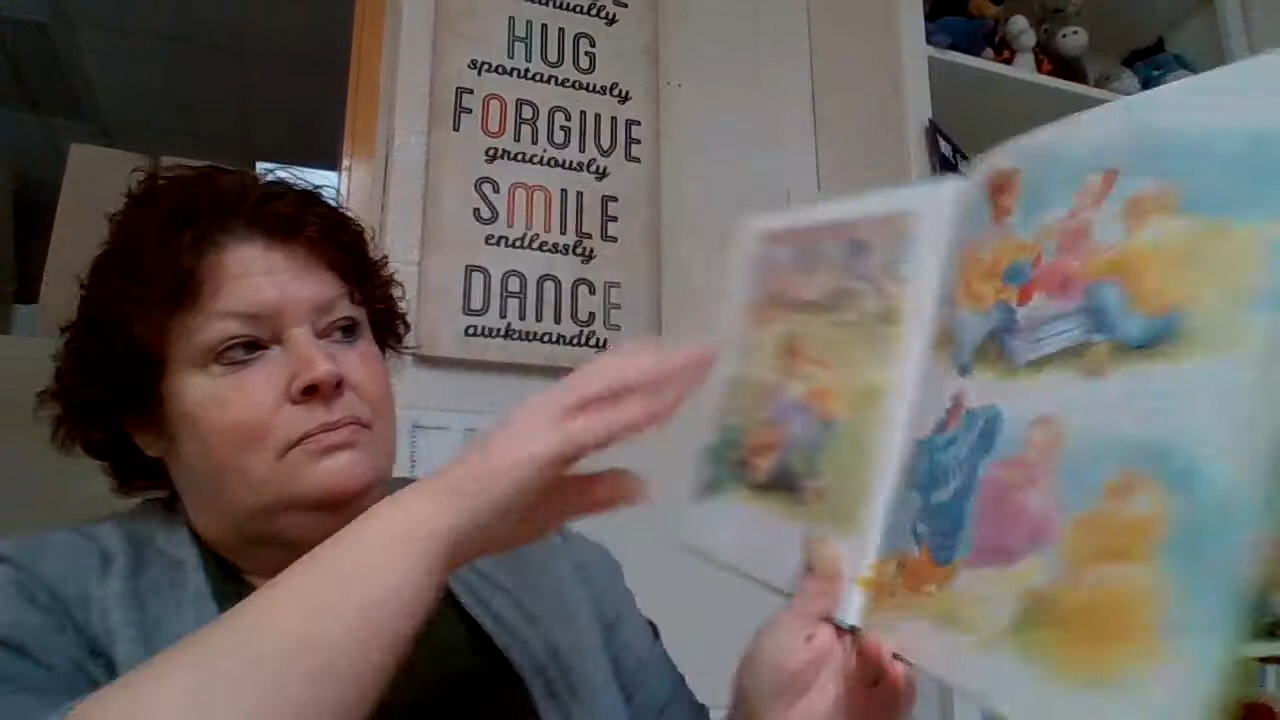 HUG
spontaneously
FORGIVE
graciously
SMILE
endlessly
DANCE
awkwardly